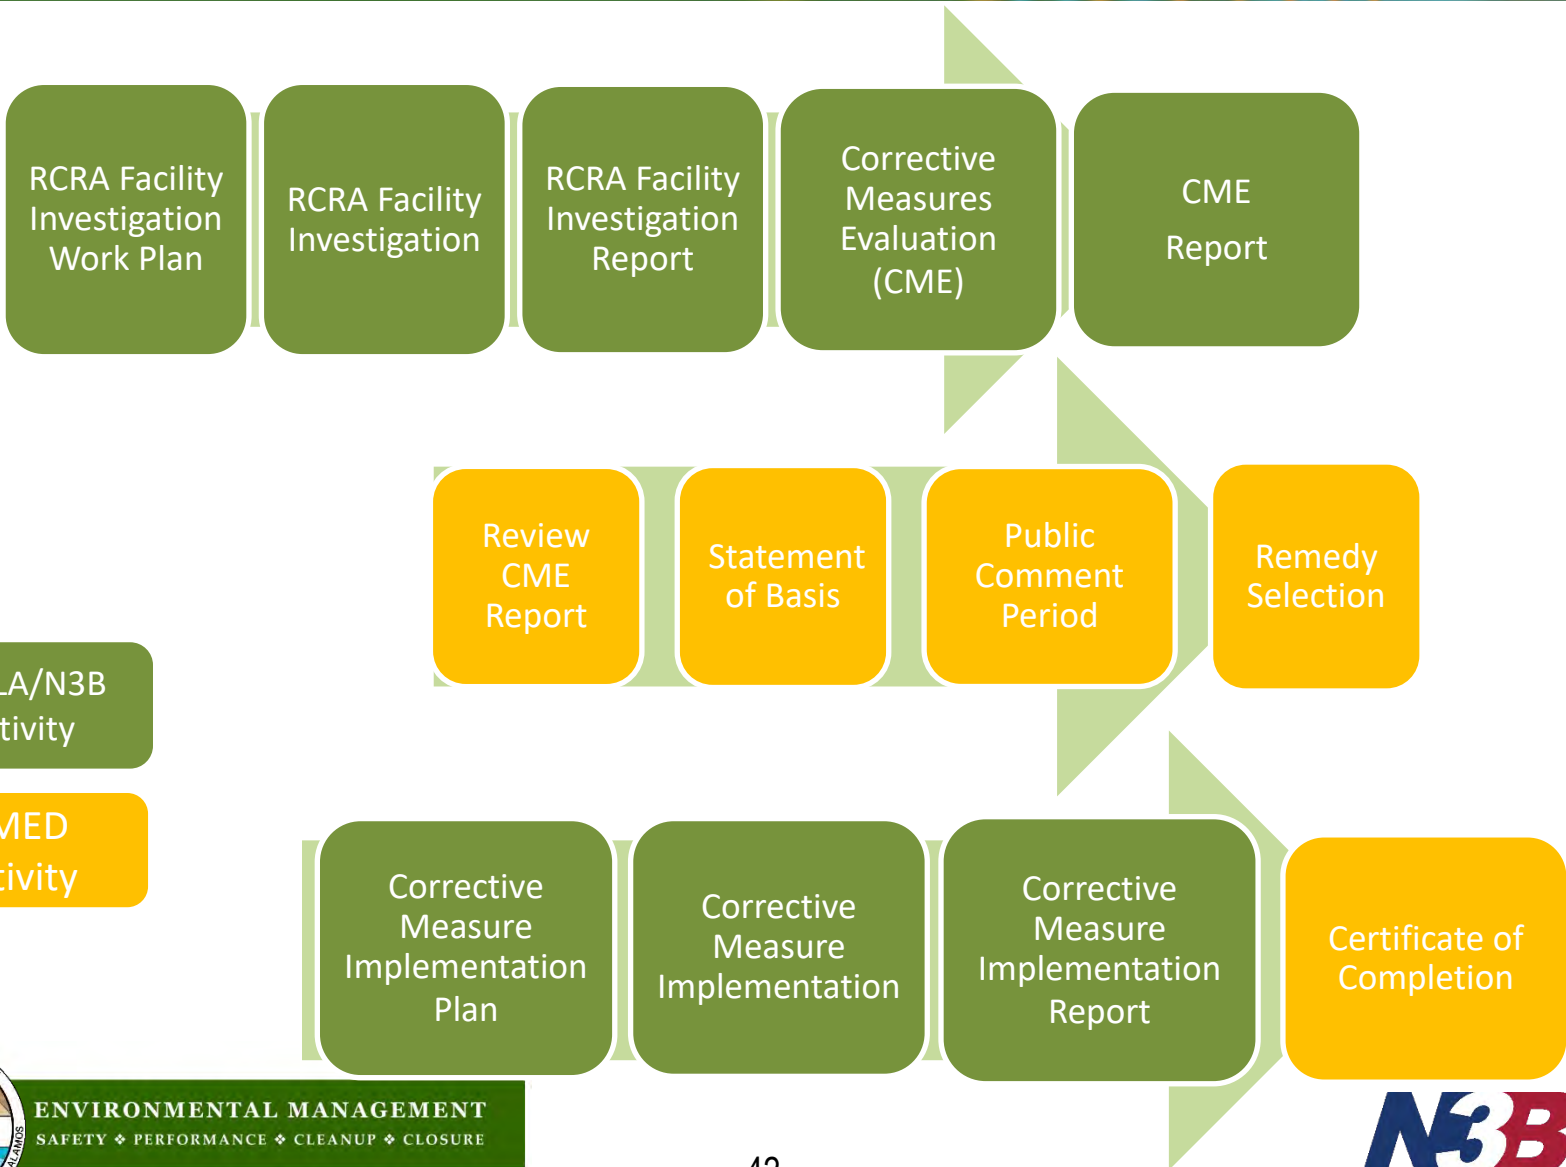 RCRA Facility
Investigation
Work Plan
RCRA Facility
Investigation
RCRA Facility
Investigation
Report
Corrective
Measures
Evaluation
(CME)
CME
Report
Review
CME
Report
Statement
of Basis
Public
Comment
Period
Remedy
Selection
LA/N3B
tivity
MED
tivity
Corrective
Measure
Implementation
Plan
Corrective
Measure
Implementation
Corrective
Measure
Implementation
Report
Certificate of
Completion
ALAMOS
ENVIRONMENTAL MANAGEMENT
SAFETY ❖ PERFORMANCE ❖ CLEANUP ❖ CLOSURE
N3B